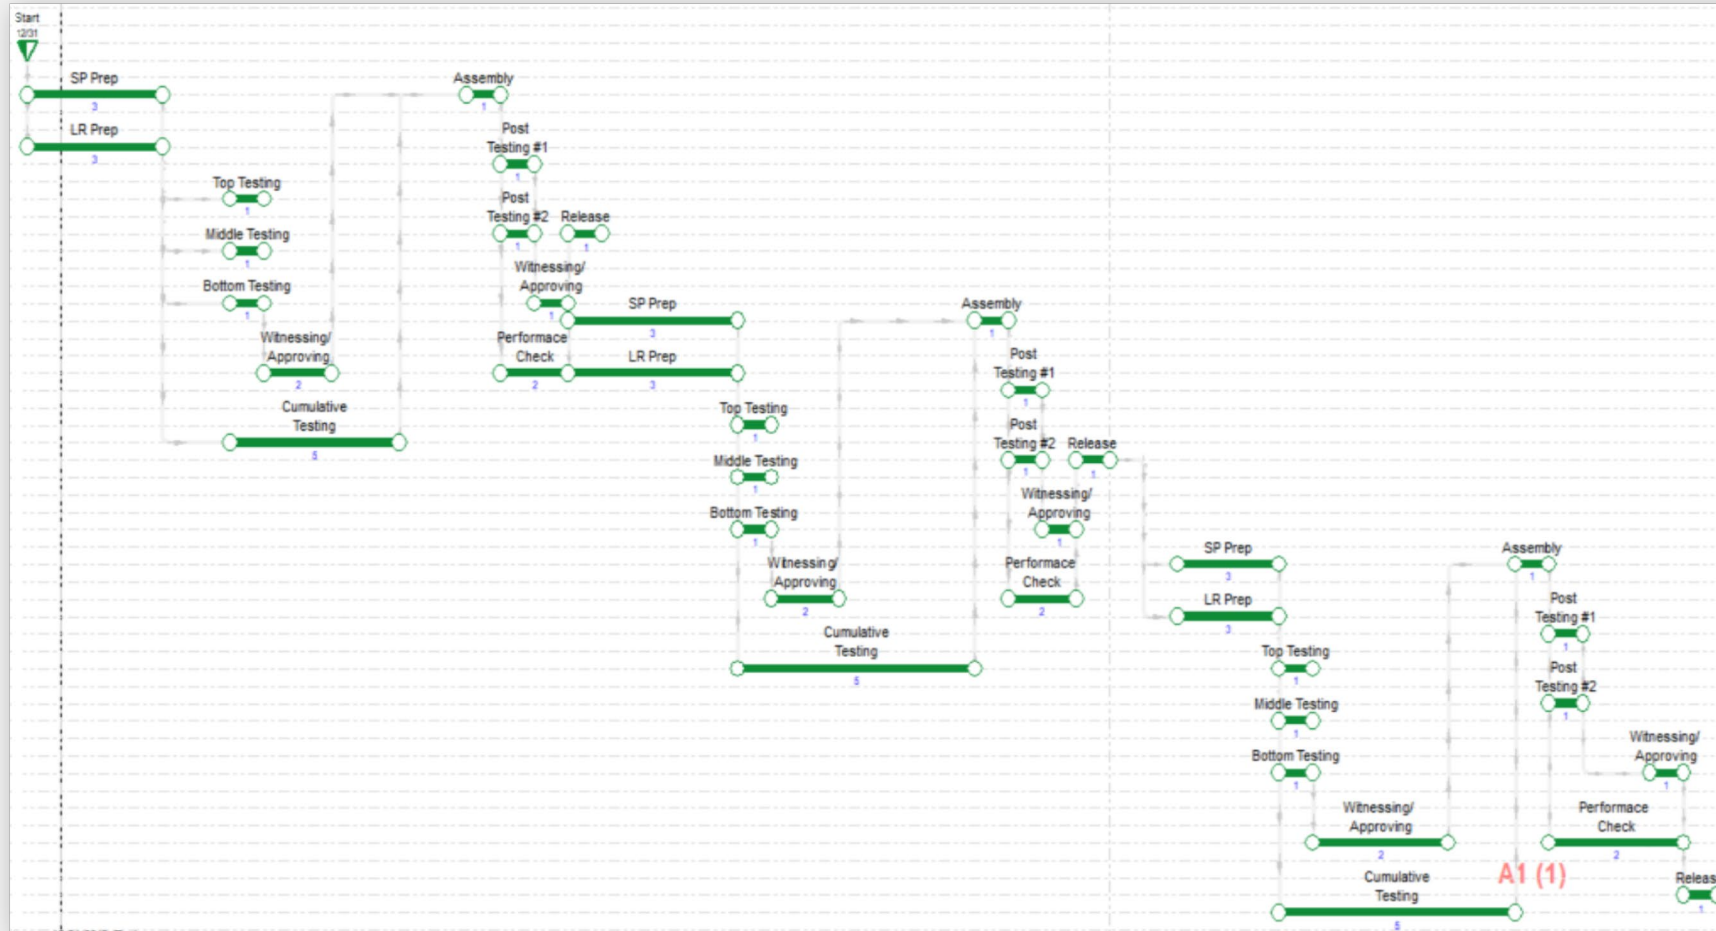 Start
12/31
SP Prep
3
LR Prep
3
Top Testing
1
Middle Testing
1
Bottom Testing
1
Witnessing/
Approving
2
Cumulative
Testing
5
Assembly
1
Post
Testing #1
1
Post
Testing #2
1
Release
1
Witnessing/
Approving
1
Performace
Check
2
SP Prep
3
LR Prep
3
Top Testing
1
Middle Testing
1
Bottom Testing
1
Witnessing/
Approving
2
Cumulative
Testing
5
Assembly
1
Post
Testing #1
1
Post
Testing #2
1
Release
1
Witnessing/
Approving
1
Performace
Check
2
SP Prep
3
LR Prep
3
Top Testing
1
Middle Testing
1
Bottom Testing
1
Witnessing/
Approving
2
Cumulative
Testing
5
Assembly
1
Post
Testing #1
1
Post
Testing #2
1
Witnessing/
Approving
1
Performace
Check
2
A1 (1)
Releas
1